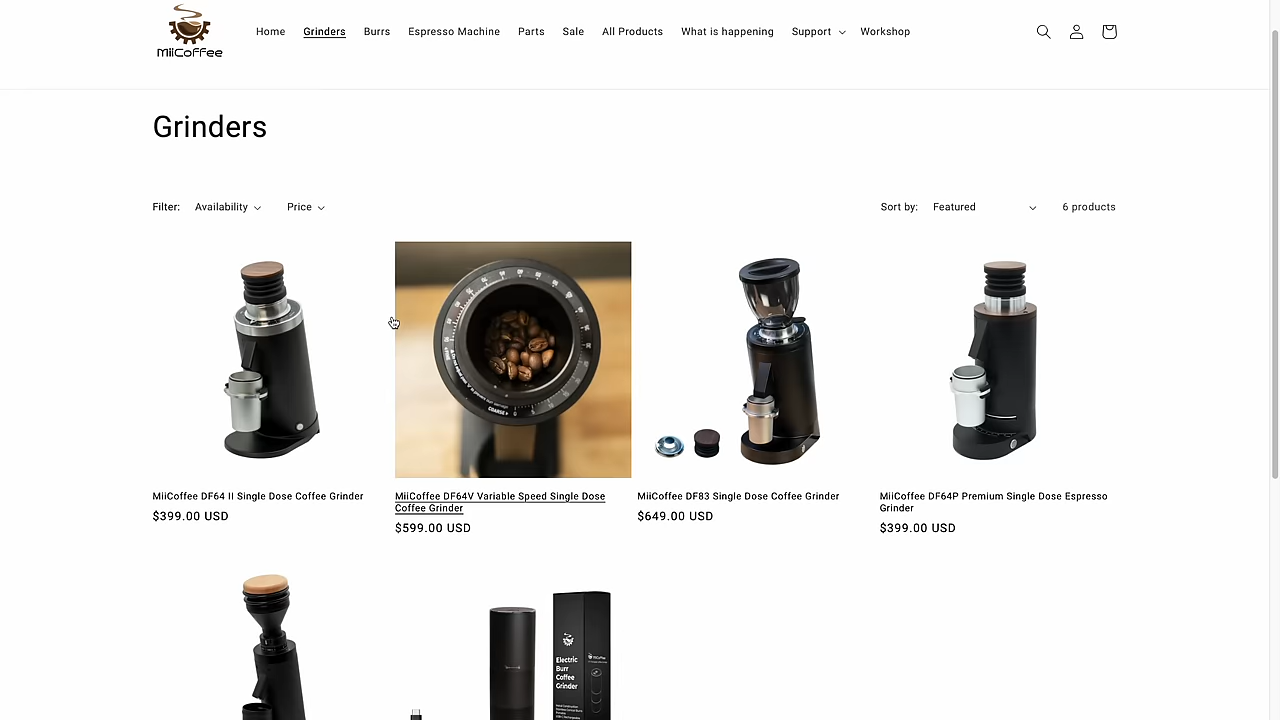 MiiCoffee
Home Grinders Burrs Espresso Machine Parts Sale All Products What is happening Support Workshop
Grinders
Filter: Availability Price
Sort by: Featured 6 products
COARSE
MiiCoffee DF64 II Single Dose Coffee Grinder
$399.00 USD
MiiCoffee DF64V Variable Speed Single Dose
Coffee Grinder
$599.00 USD
MiiCoffee DF83 Single Dose Coffee Grinder
$649.00 USD
MiiCoffee DF64P Premium Single Dose Espresso
Grinder
$399.00 USD
Electric
Burr
Coffee
Grinder
MiiCoffee